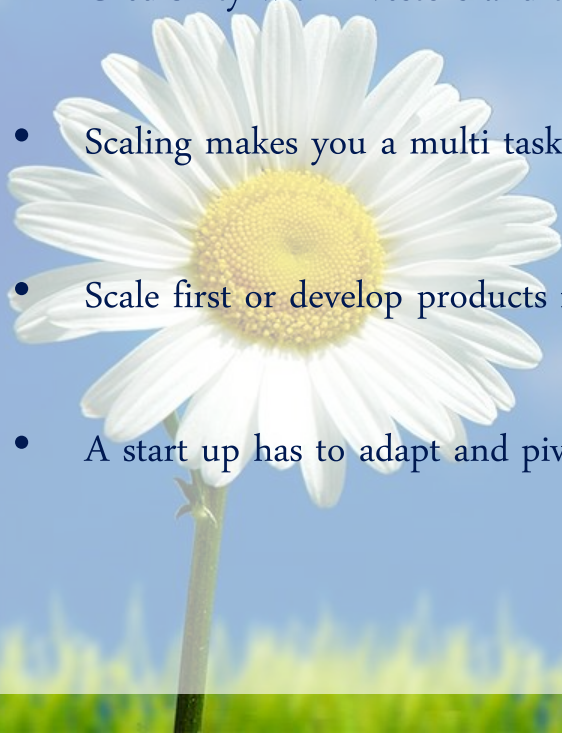 Scaling makes you a multi task
Scale first or develop products
A start up has to adapt and piv